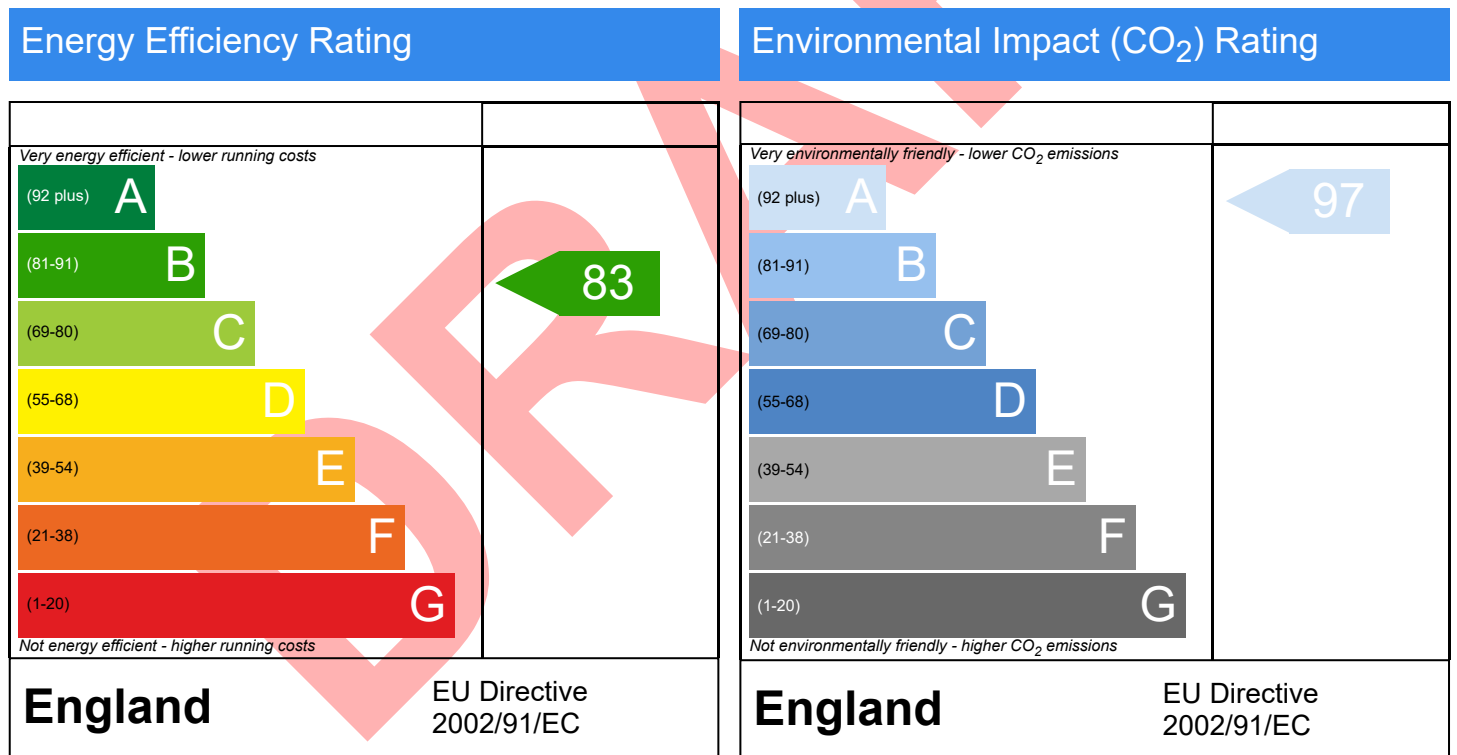 Energy Efficiency Rating
Very energy efficient - lower running costs
(92 plus) A
(81-91) B
(69-80) C
(55-68) D
(39-54) E
(21-38) F
(1-20) G
83
Not energy efficient - higher running costs
England
EU Directive
2002/91/EC
Environmental Impact (CO2) Rating
Very environmentally friendly - lower CO2 emissions
(92 plus) A
(81-91) B
(69-80) C
(55-68) D
(39-54) E
(21-38) F
(1-20) G
97
Not environmentally friendly - higher CO2 emissions
England
EU Directive
2002/91/EC